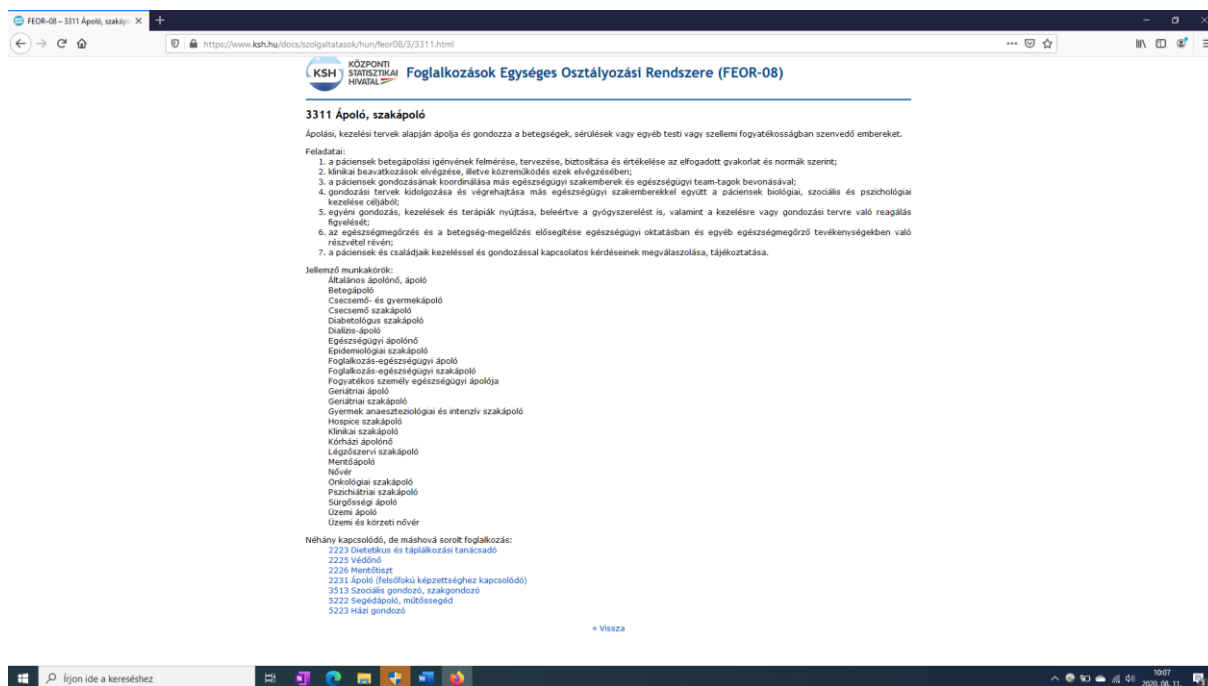 FEOR-08 – 3311 Ápoló, szakápo
https://www.ksh.hu/docs/szolgaltatasok/hun/feor08/3/3311.html
KSH
KÖZPONTI
STATISZTIKAI
HIVATAL
Foglalkozások Egységes Osztályozási Rendszere (FEOR-08)
3311 Ápoló, szakápoló
Ápolási, kezelési tervek alapján ápolja és gondozza a betegségek, sérülések vagy egyéb testi vagy szellemi fogyatékosságban szenvedő embereket.
Feladatai:
1. a páciensek betegápolási igényének felmérése, tervezése, biztosítása és értékelése az elfogadott gyakorlat és normák szerint;
2. klinikai beavatkozások elvégzése, illetve közreműködés ezek elvégzésében;
3. a páciensek gondozásának koordinálása más egészségügyi szakemberek és egészségügyi team-tagok bevonásával;
4. gondozási tervek kidolgozása és végrehajtása más egészségügyi szakemberekkel együtt a páciensek biológiai, szociális és pszichológiai
kezelése céljából;
5. egyéni gondozás, kezelések és terápiák nyújtása, beleértve a gyógyszerelést is, valamint a kezelésre vagy gondozási tervre való reagálás
figyelését;
6. az egészségmegőrzés és a betegség-megelőzés elősegítése egészségügyi oktatásban és egyéb egészségmegőrző tevékenységekben való
részvétel révén;
7. a páciensek és családjaik kezeléssel és gondozással kapcsolatos kérdéseinek megválaszolása, tájékoztatása.
Jellemző munkakörök:
Általános ápolónő, ápoló
Betegápoló
Csecsemő- és gyermekápoló
Csecsemő szakápoló
Diabetológus szakápoló
Dialízis-ápoló
Egészségügyi ápolónő
Epidemiológiai szakápoló
Foglalkozás-egészségügyi ápoló
Foglalkozás-egészségügyi szakápoló
Fogyatékos személy egészségügyi ápolója
Geriátriai ápoló
Geriátriai szakápoló
Gyermek anaeszteziológiai és intenzív szakápoló
Hospice szakápoló
Klinikai szakápoló
Kórházi ápolónő
Légzőszervi szakápoló
Mentőápoló
Nővér
Onkológiai szakápoló
Pszichiátriai szakápoló
Sürgősségi ápoló
Üzemi ápoló
Üzemi és körzeti nővér
Néhány kapcsolódó, de máshová sorolt foglalkozás:
2223 Dietetikus és táplálkozási tanácsadó
2225 Védőnő
2226 Mentőtiszt
2231 Ápoló (felsőfokú képzettséghez kapcsolódó)
3513 Szociális gondozó, szakgondozó
5222 Segédápoló, műtőssegéd
5223 Házi gondozó
« Vissza
Írjon ide a kereséshez
10:07
2020. 08. 11.